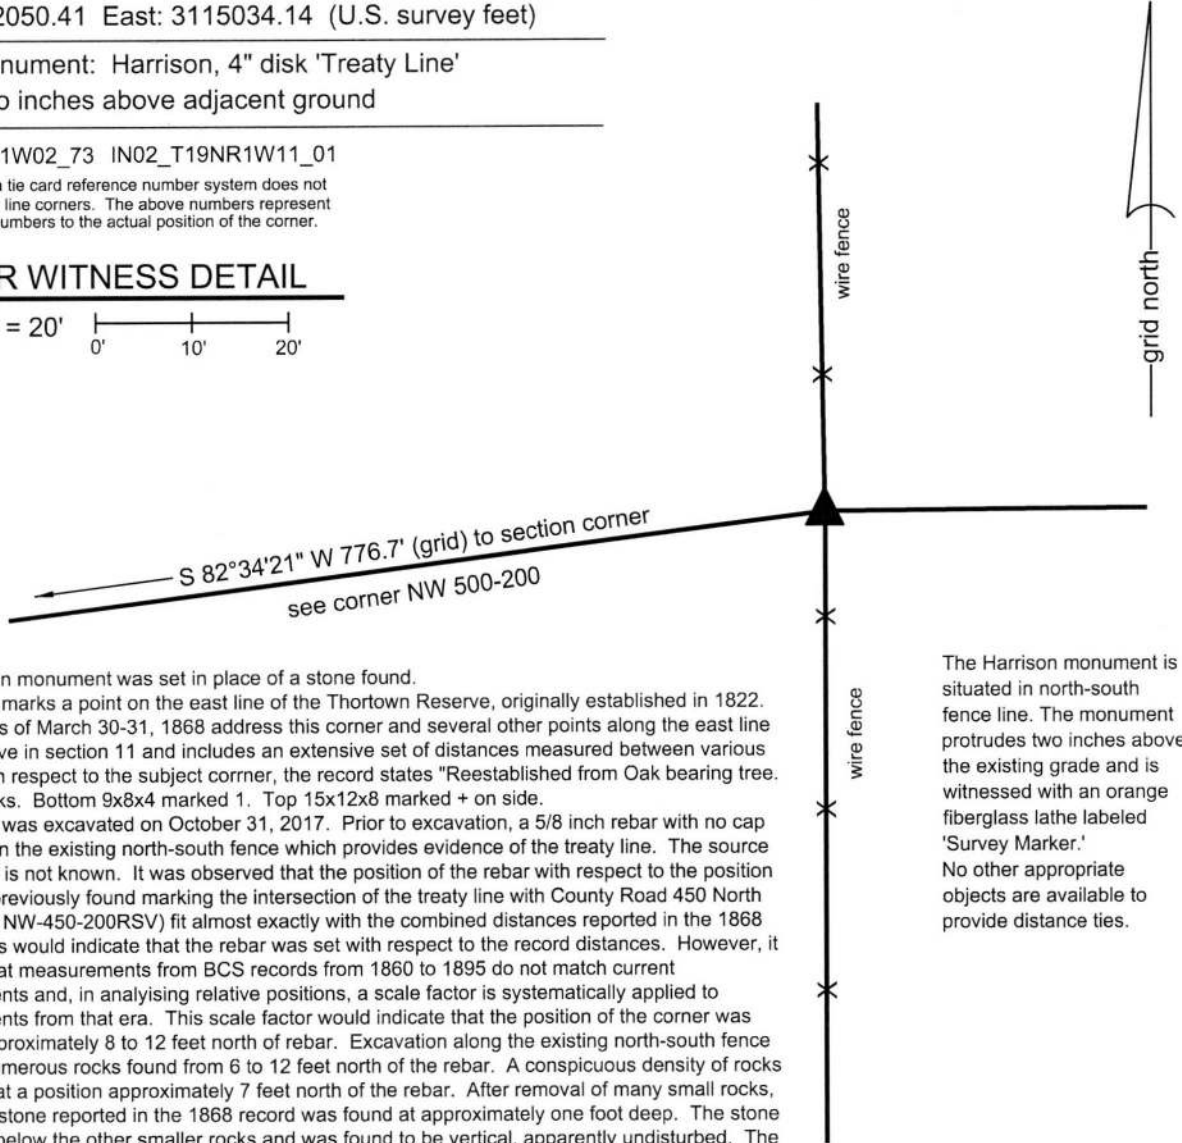 2050.41 East: 3115034.14 (U.S. survey feet)
nument: Harrison, 4" disk 'Treaty Line'
o inches above adjacent ground
1W02_73 IN02_T19NR1W11_01
tie card reference number system does not
line corners. The above numbers represent
umbers to the actual position of the corner.
R WITNESS DETAIL
= 20'
0' 10' 20'
wire fence
grid north
S 82°34'21" W 776.7' (grid) to section corner
see corner NW 500-200
wire fence
n monument was set in place of a stone found.
marks a point on the east line of the Thortown Reserve, originally established in 1822.
s of March 30-31, 1868 address this corner and several other points along the east line
ve in section 11 and includes an extensive set of distances measured between various
h respect to the subject corrner, the record states "Reestablished from Oak bearing tree.
ks. Bottom 9x8x4 marked 1. Top 15x12x8 marked + on side.
was excavated on October 31, 2017. Prior to excavation, a 5/8 inch rebar with no cap
n the existing north-south fence which provides evidence of the treaty line. The source
is not known. It was observed that the position of the rebar with respect to the position
reviously found marking the intersection of the treaty line with County Road 450 North
NW-450-200RSV) fit almost exactly with the combined distances reported in the 1868
s would indicate that the rebar was set with respect to the record distances. However, it
at measurements from BCS records from 1860 to 1895 do not match current
ents and, in analysising relative positions, a scale factor is systematically applied to
ents from that era. This scale factor would indicate that the position of the corner was
proximately 8 to 12 feet north of rebar. Excavation along the existing north-south fence
umerous rocks found from 6 to 12 feet north of the rebar. A conspicuous density of rocks
at a position approximately 7 feet north of the rebar. After removal of many small rocks,
stone reported in the 1868 record was found at approximately one foot deep. The stone
below the other smaller rocks and was found to be vertical, apparently undisturbed. The
The Harrison monument is
situated in north-south
fence line. The monument
protrudes two inches above
the existing grade and is
witnessed with an orange
fiberglass lathe labeled
'Survey Marker.'
No other appropriate
objects are available to
provide distance ties.